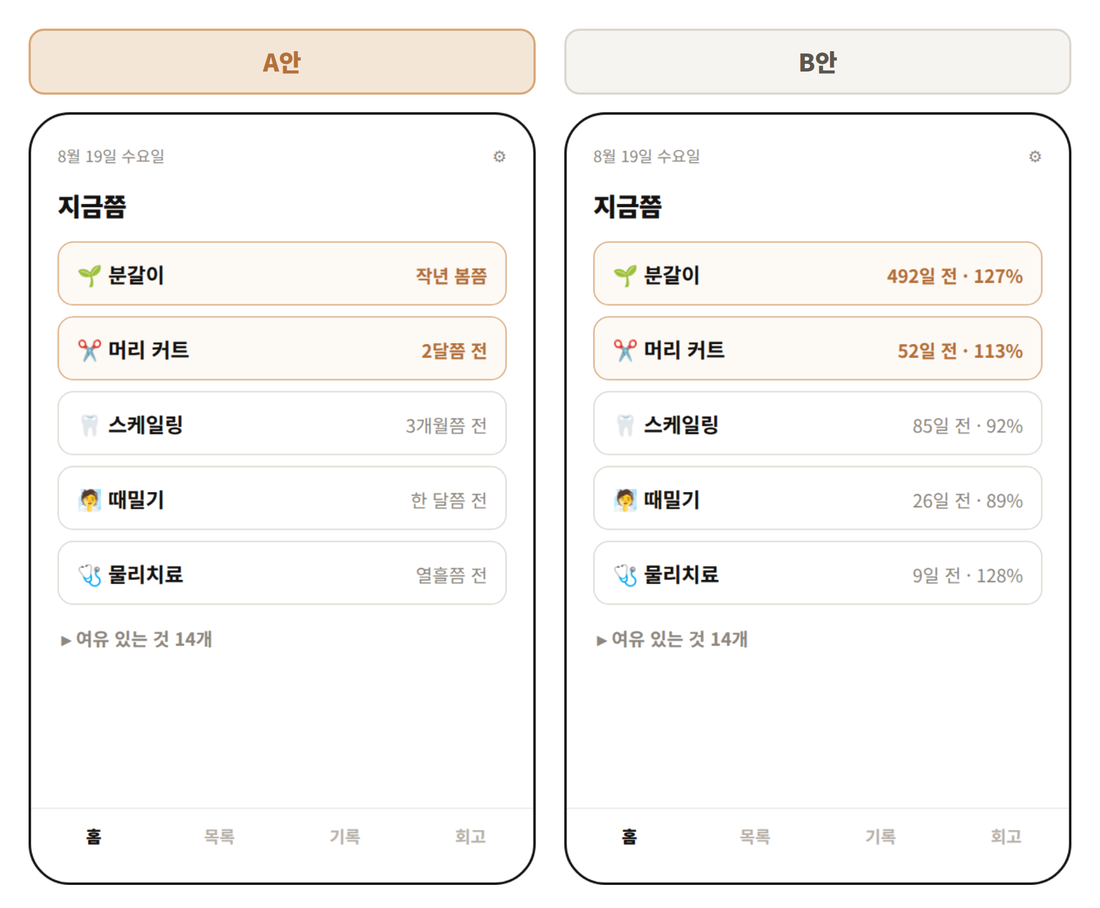 A안
8월 19일 수요일
지금쯤
분갈이 작년 봄쯤
머리 커트 2달쯤 전
스케일링 3개월쯤 전
때밀기 한 달쯤 전
물리치료 열흘쯤 전
▶ 여유 있는 것 14개
홈 목록 기록 회고
B안
8월 19일 수요일
지금쯤
분갈이 492일 전 · 127%
머리 커트 52일 전 · 113%
스케일링 85일 전 · 92%
때밀기 26일 전 · 89%
물리치료 9일 전 · 128%
▶ 여유 있는 것 14개
홈 목록 기록 회고